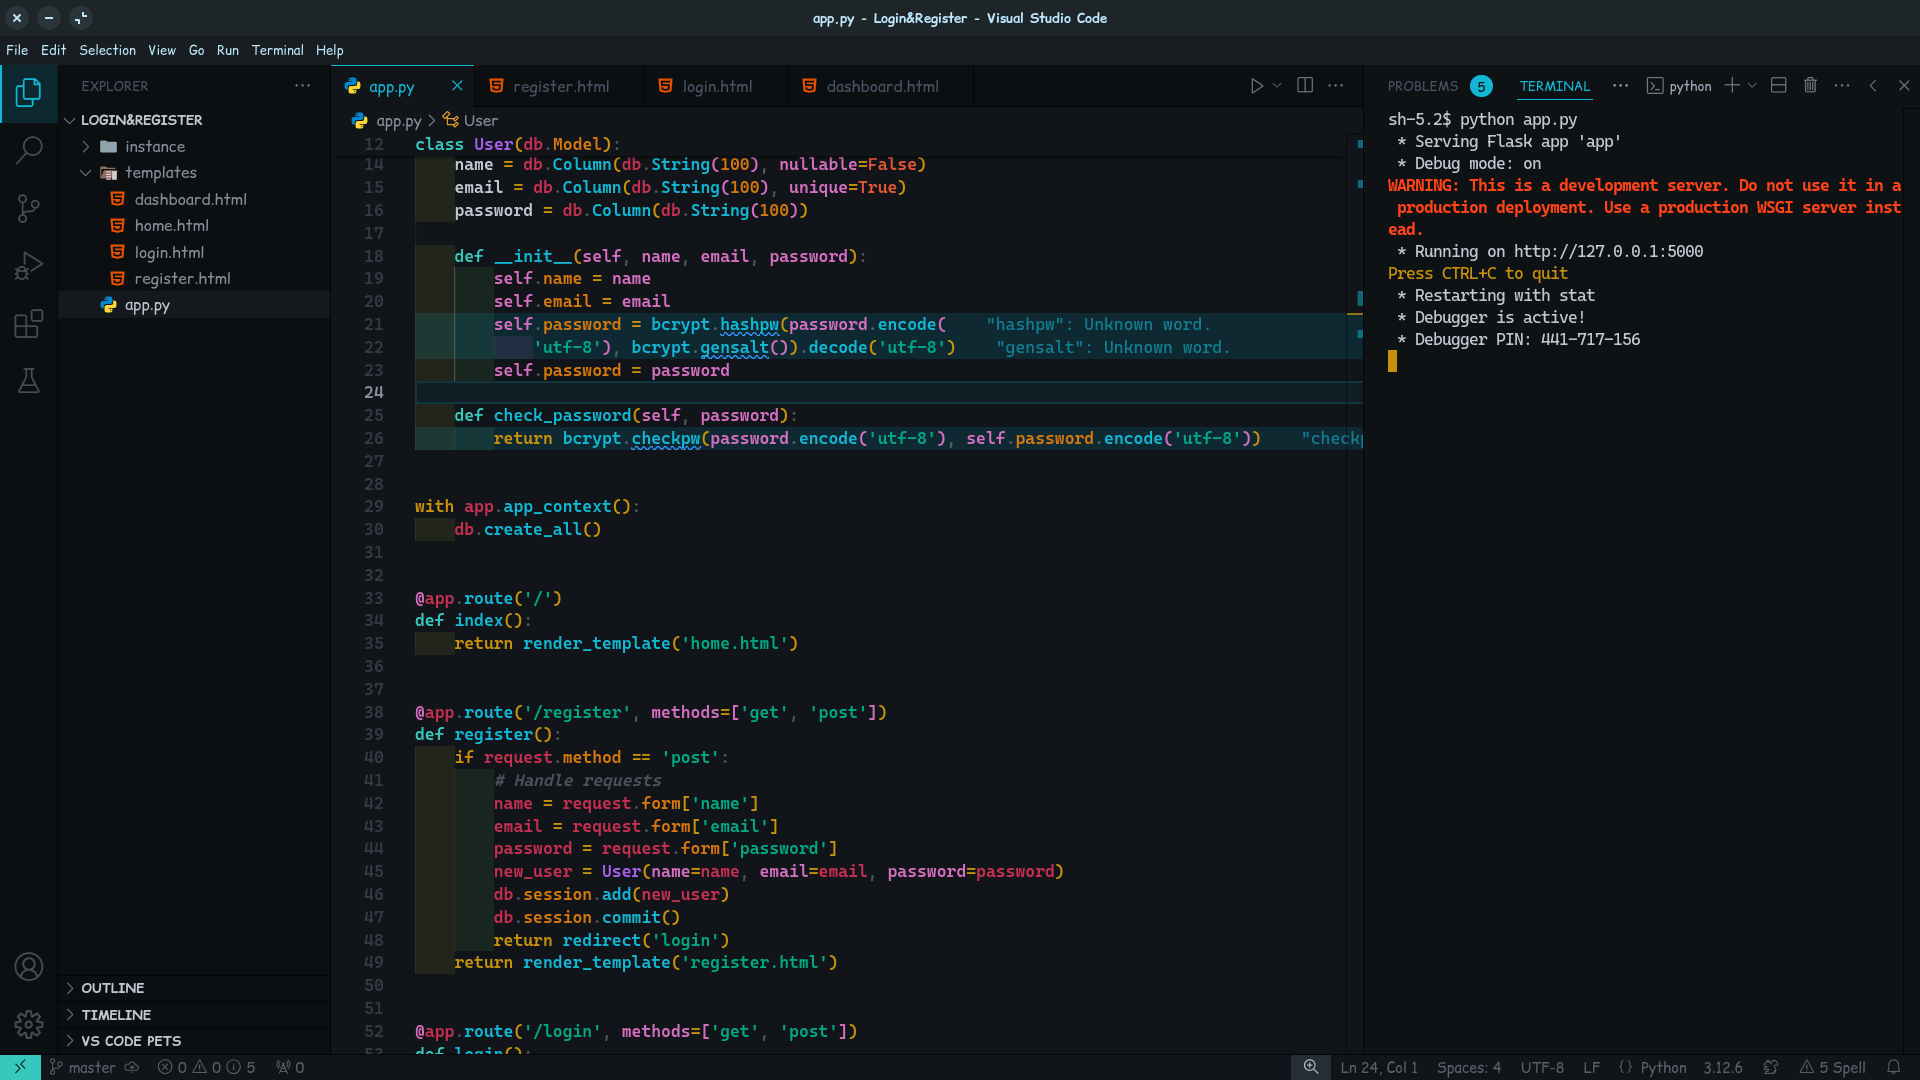 app.py - Login&Register - Visual Studio Code
File Edit Selection View Go Run Terminal Help
EXPLORER
LOGIN&REGISTER
instance
templates
dashboard.html
home.html
login.html
register.html
app.py
OUTLINE
TIMELINE
VS CODE PETS
app.py register.html login.html dashboard.html
app.py > User
12 class User(db.Model):
14 name = db.Column(db.String(100), nullable=False)
15 email = db.Column(db.String(100), unique=True)
16 password = db.Column(db.String(100))
17
18 def __init__(self, name, email, password):
19 self.name = name
20 self.email = email
21 self.password = bcrypt.hashpw(password.encode( "hashpw": Unknown word.
22 'utf-8'), bcrypt.gensalt()).decode('utf-8') "gensalt": Unknown word.
23 self.password = password
24
25 def check_password(self, password):
26 return bcrypt.checkpw(password.encode('utf-8'), self.password.encode('utf-8')) "checkp
27
28
29 with app.app_context():
30 db.create_all()
31
32
33 @app.route('/')
34 def index():
35 return render_template('home.html')
36
37
38 @app.route('/register', methods=['get', 'post'])
39 def register():
40 if request.method == 'post':
41 # Handle requests
42 name = request.form['name']
43 email = request.form['email']
44 password = request.form['password']
45 new_user = User(name=name, email=email, password=password)
46 db.session.add(new_user)
47 db.session.commit()
48 return redirect('login')
49 return render_template('register.html')
50
51
52 @app.route('/login', methods=['get', 'post'])
53 def login():
PROBLEMS 5 TERMINAL python
sh-5.2$ python app.py
* Serving Flask app 'app'
* Debug mode: on
WARNING: This is a development server. Do not use it in a
production deployment. Use a production WSGI server inst
ead.
* Running on http://127.0.0.1:5000
Press CTRL+C to quit
* Restarting with stat
* Debugger is active!
* Debugger PIN: 441-717-156
master 0 0 5 0 Ln 24, Col 1 Spaces: 4 UTF-8 LF Python 3.12.6 5 Spell